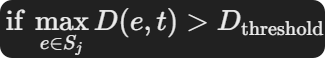 if max_{e∈S_j} D(e, t) > D_threshold